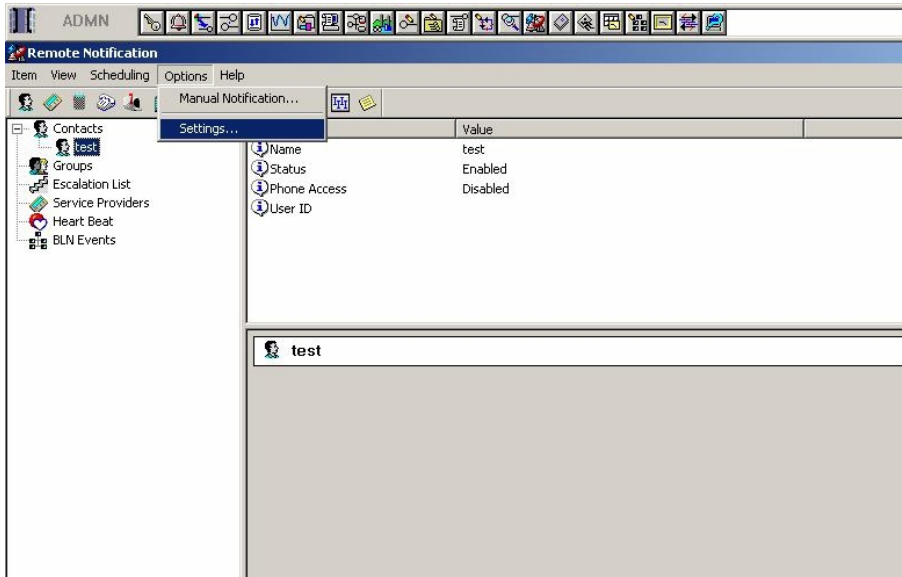 ADMN
Remote Notification
Item View Scheduling Options Help
Manual Notification...
Settings...
Value
Contacts
test
Groups
Escalation List
Service Providers
Heart Beat
BLN Events
Name test
Status Enabled
Phone Access Disabled
User ID
test